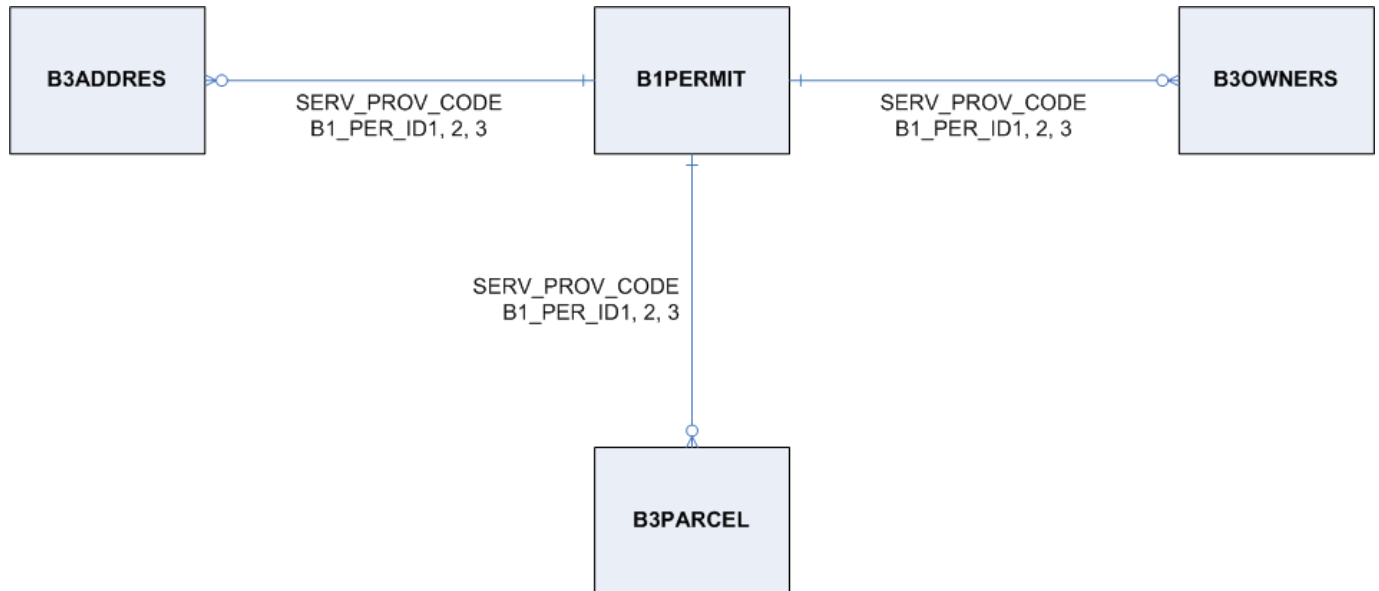 B3ADDRES
SERV_PROV_CODE
B1_PER_ID1, 2, 3
B1PERMIT
SERV_PROV_CODE
B1_PER_ID1, 2, 3
B3OWNERS
SERV_PROV_CODE
B1_PER_ID1, 2, 3
B3PARCEL